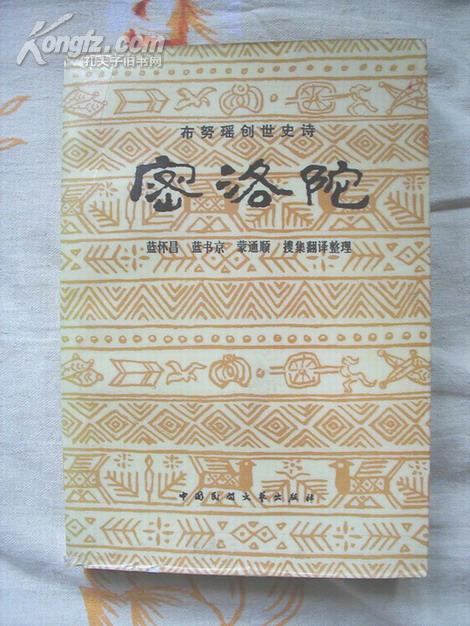 Kongfz.com
孔夫子旧书网
布努瑶创世史诗
密洛陀
蓝怀昌 蓝书京 蒙通顺 搜集翻译整理
中国民间文艺出版社